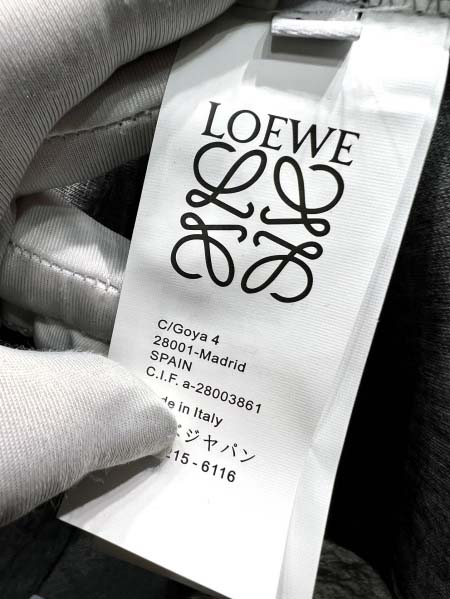 LOEWE
C/Goya 4
28001-Madrid
SPAIN
C.I.F. a-28003861
de in Italy
ジャパン
215-6116